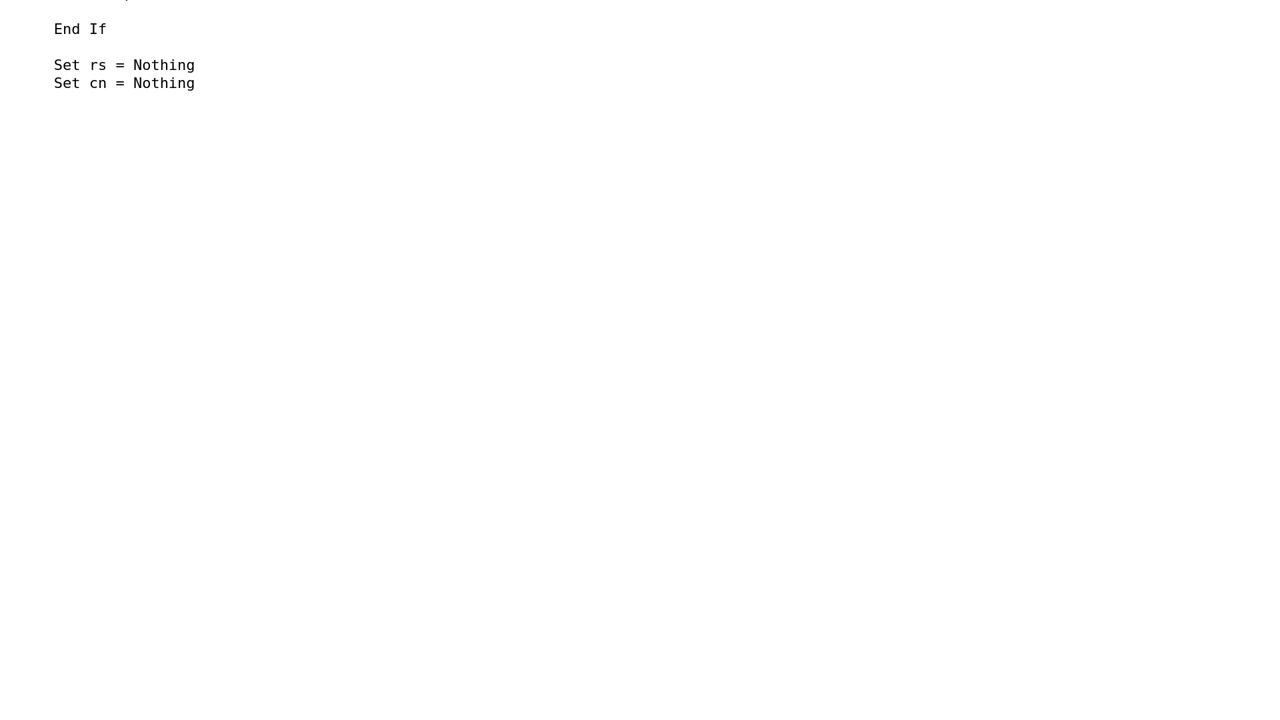 End If
Set rs = Nothing
Set cn = Nothing